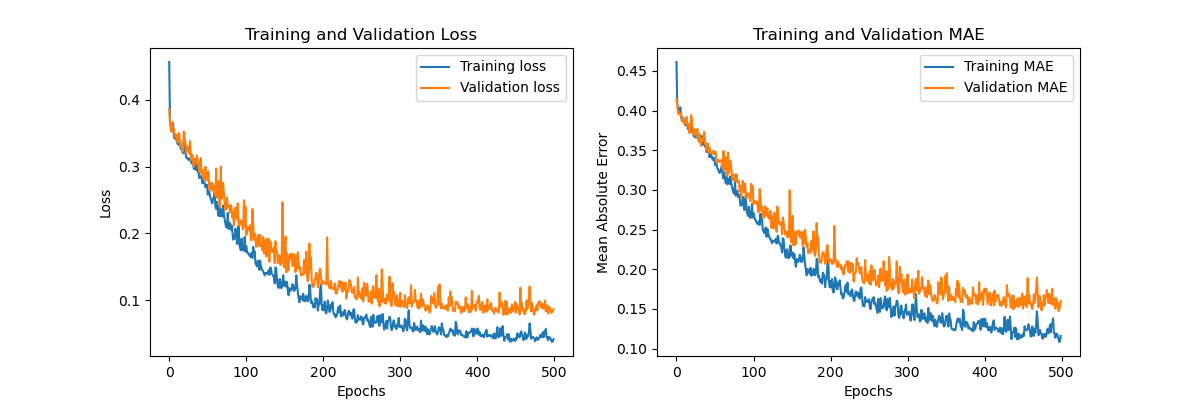 Training and Validation Loss
Training loss
Validation loss
0.4
0.3
0.2
0.1
Loss
0
100
200
300
400
500
Epochs
Training and Validation MAE
Training MAE
Validation MAE
0.45
0.40
0.35
0.30
0.25
0.20
0.15
0.10
Mean Absolute Error
0
100
200
300
400
500
Epochs